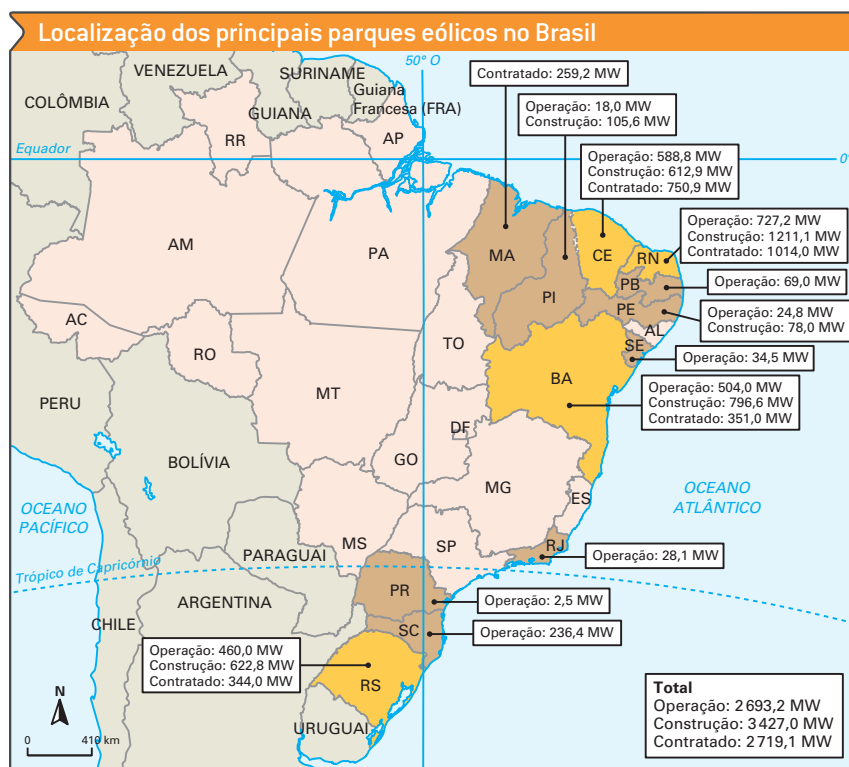 Localização dos principais parques eólicos no Brasil
50° O
VENEZUELA
SURINAME
COLÔMBIA
GUIANA
Guiana
Francesa (FRA)
RR
AP
Equador
0°
Contratado: 259,2 MW
Operação: 18,0 MW
Construção: 105,6 MW
Operação: 588,8 MW
Construção: 612,9 MW
Contratado: 750,9 MW
Operação: 727,2 MW
Construção: 1 211,1 MW
Contratado: 1014,0 MW
AM
PA
MA
CE
RN
PI
PB
Operação: 69,0 MW
PE
Operação: 24,8 MW
Construção: 78,0 MW
AC
AL
TO
SE
RO
Operação: 34,5 MW
BA
MT
Operação: 504,0 MW
Construção: 796,6 MW
Contratado: 351,0 MW
PERU
DF
BOLÍVIA
GO
MG
ES
OCEANO
PACÍFICO
OCEANO
ATLÂNTICO
MS
SP
RJ
Operação: 28,1 MW
PARAGUAI
Trópico de Capricórnio
PR
Operação: 2,5 MW
ARGENTINA
CHILE
SC
Operação: 236,4 MW
Operação: 460,0 MW
Construção: 622,8 MW
Contratado: 344,0 MW
RS
URUGUAI
N
0 410 km
Total
Operação: 2 693,2 MW
Construção: 3 427,0 MW
Contratado: 2 719,1 MW